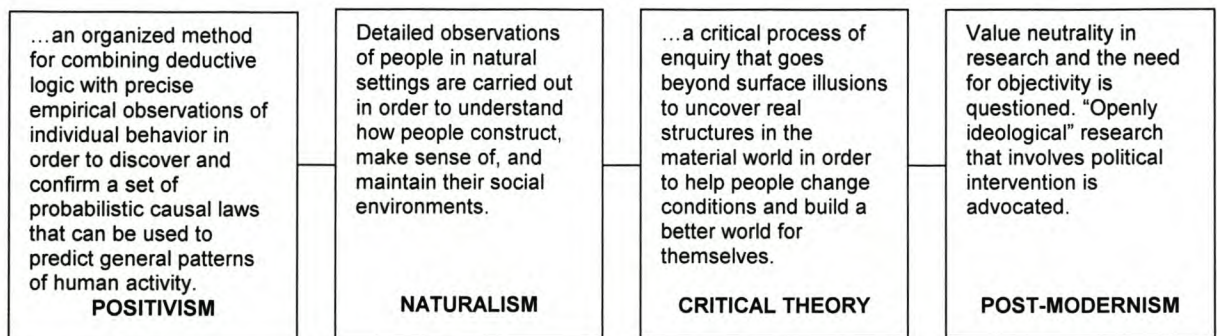 …an organized method
for combining deductive
logic with precise
empirical observations of
individual behavior in
order to discover and
confirm a set of
probabilistic causal laws
that can be used to
predict general patterns
of human activity.
POSITIVISM
Detailed observations
of people in natural
settings are carried out
in order to understand
how people construct,
make sense of, and
maintain their social
environments.
NATURALISM
…a critical process of
enquiry that goes
beyond surface illusions
to uncover real
structures in the
material world in order
to help people change
conditions and build a
better world for
themselves.
CRITICAL THEORY
Value neutrality in
research and the need
for objectivity is
questioned. “Openly
ideological” research
that involves political
intervention is
advocated.
POST-MODERNISM